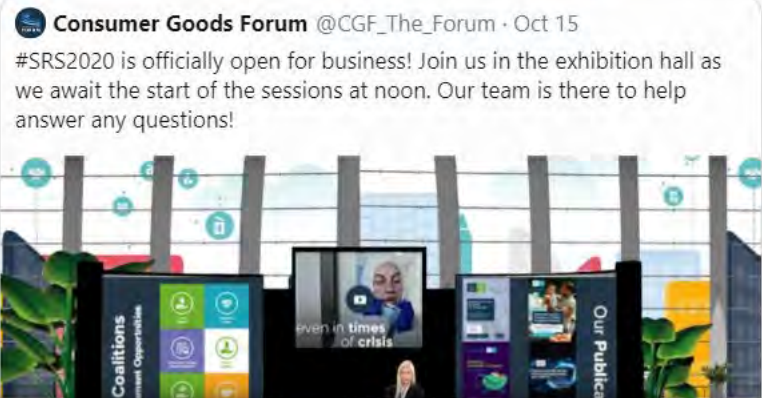 Consumer Goods Forum @CGF_The_Forum · Oct 15
#SRS2020 is officially open for business! Join us in the exhibition hall as
we await the start of the sessions at noon. Our team is there to help
answer any questions!
even in times
of crisis
Coalitions
Opportunities
Our Publica